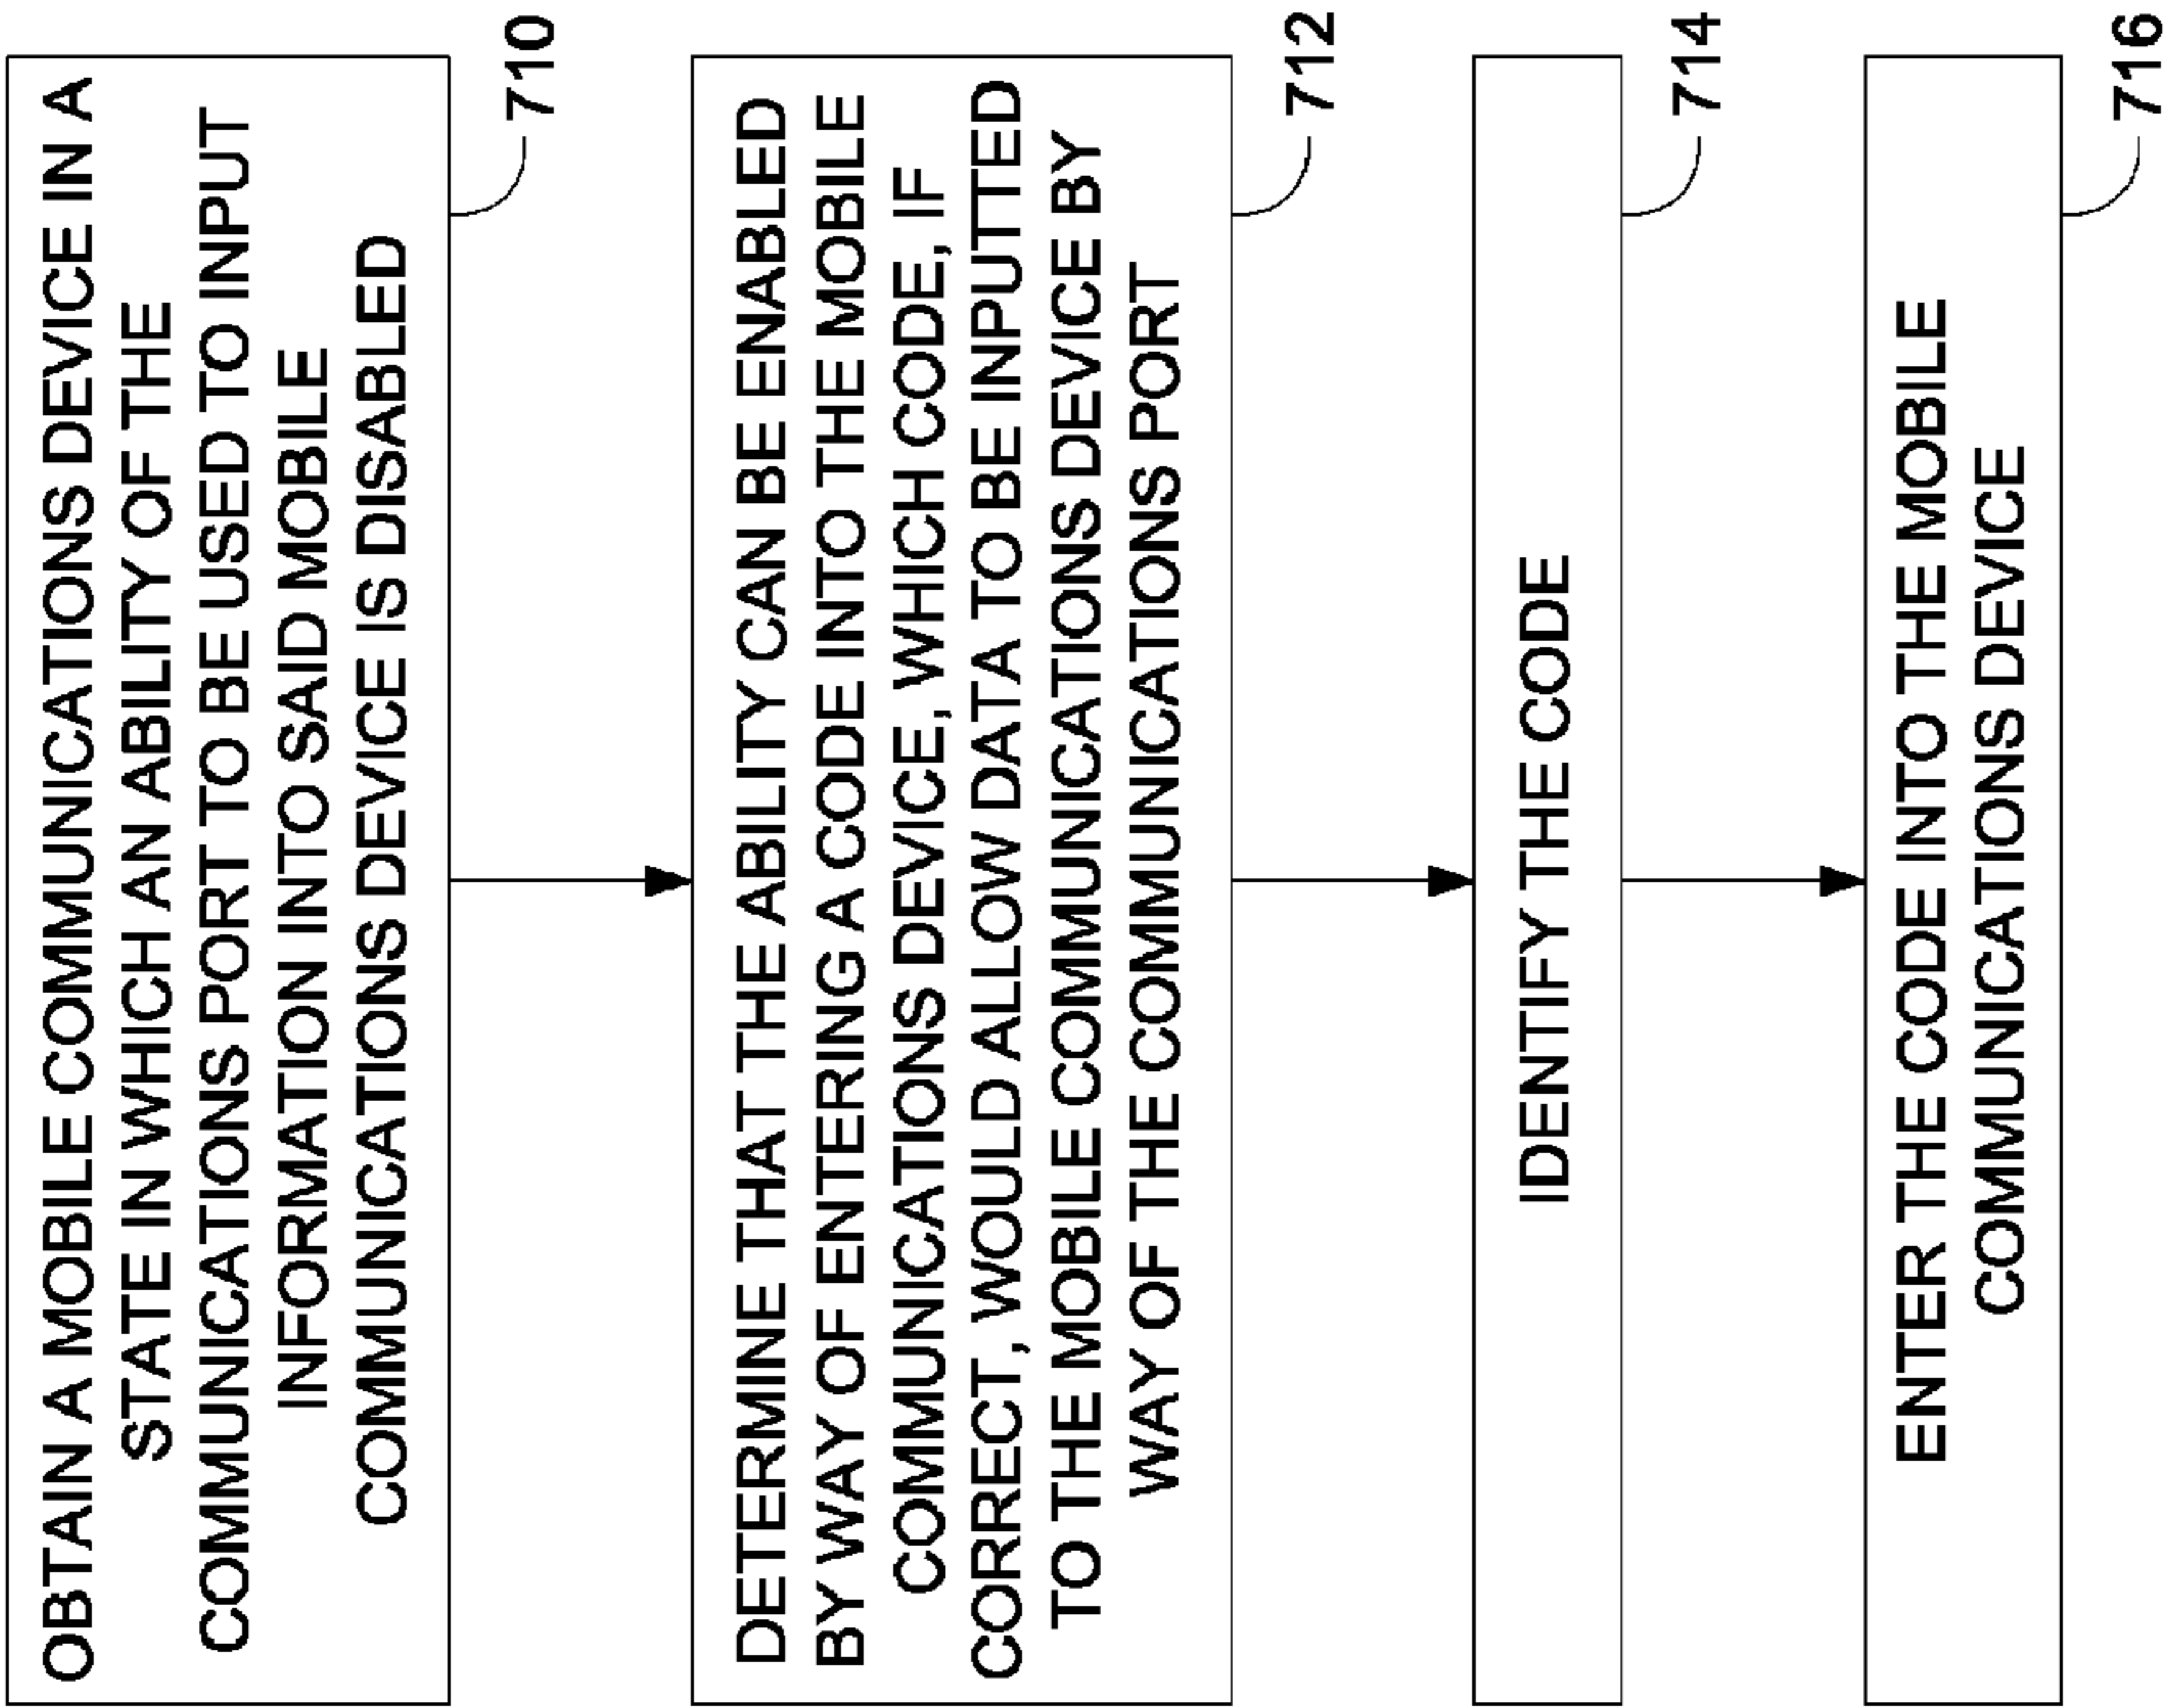 OBTAIN A MOBILE COMMUNICATIONS DEVICE IN A
STATE IN WHICH AN ABILITY OF THE
COMMUNICATIONS PORT TO BE USED TO INPUT
INFORMATION INTO SAID MOBILE
COMMUNICATIONS DEVICE IS DISABLED
710
DETERMINE THAT THE ABILITY CAN BE ENABLED
BY WAY OF ENTERING A CODE INTO THE MOBILE
COMMUNICATIONS DEVICE, WHICH CODE, IF
CORRECT, WOULD ALLOW DATA TO BE INPUTTED
TO THE MOBILE COMMUNICATIONS DEVICE BY
WAY OF THE COMMUNICATIONS PORT
712
IDENTIFY THE CODE
714
ENTER THE CODE INTO THE MOBILE
COMMUNICATIONS DEVICE
716